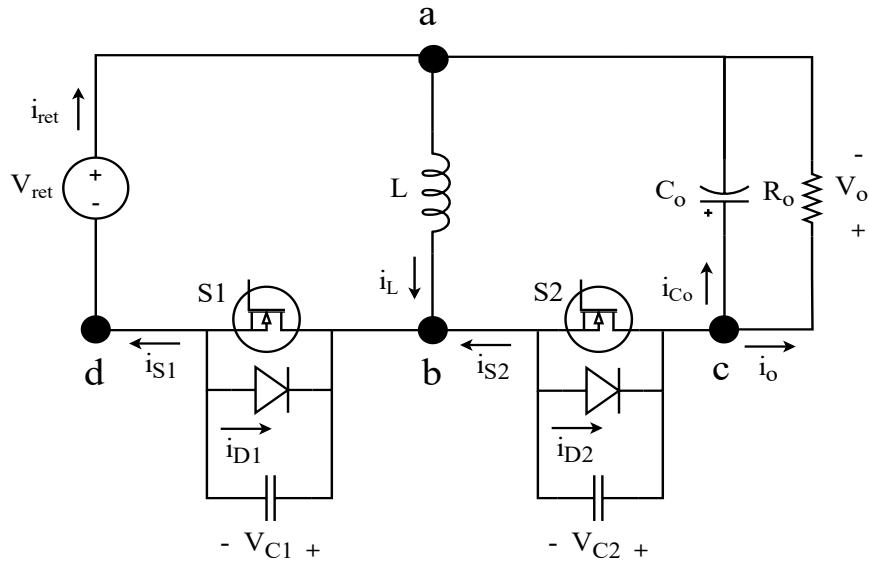 a
i_ret
V_ret
+
-
L
C_o
+
R_o
-
V_o
+
i_L
S1
S2
i_Co
d
i_S1
b
i_S2
c
i_o
i_D1
i_D2
- V_C1 +
- V_C2 +